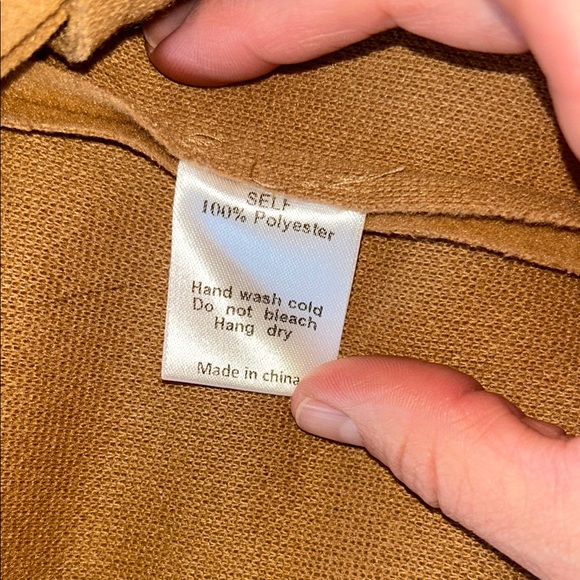 SELF
100% Polyester
Hand wash cold
Do not bleach
Hang dry
Made in china